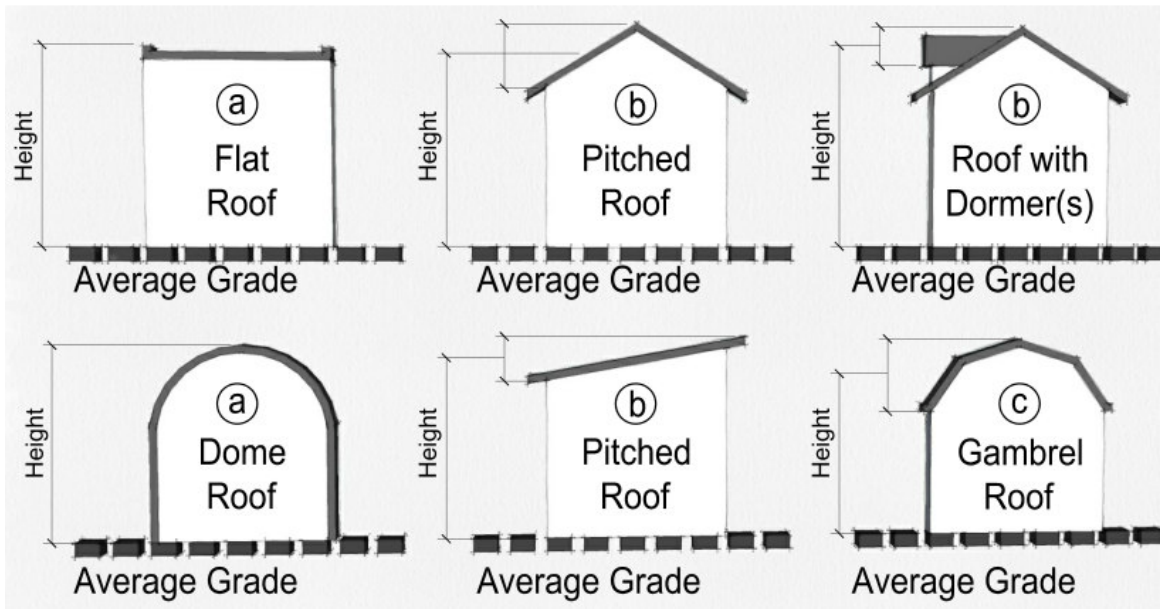 Height
a
Flat
Roof
Average Grade
Height
b
Pitched
Roof
Average Grade
Height
b
Roof with
Dormer(s)
Average Grade
Height
a
Dome
Roof
Average Grade
Height
b
Pitched
Roof
Average Grade
Height
c
Gambrel
Roof
Average Grade